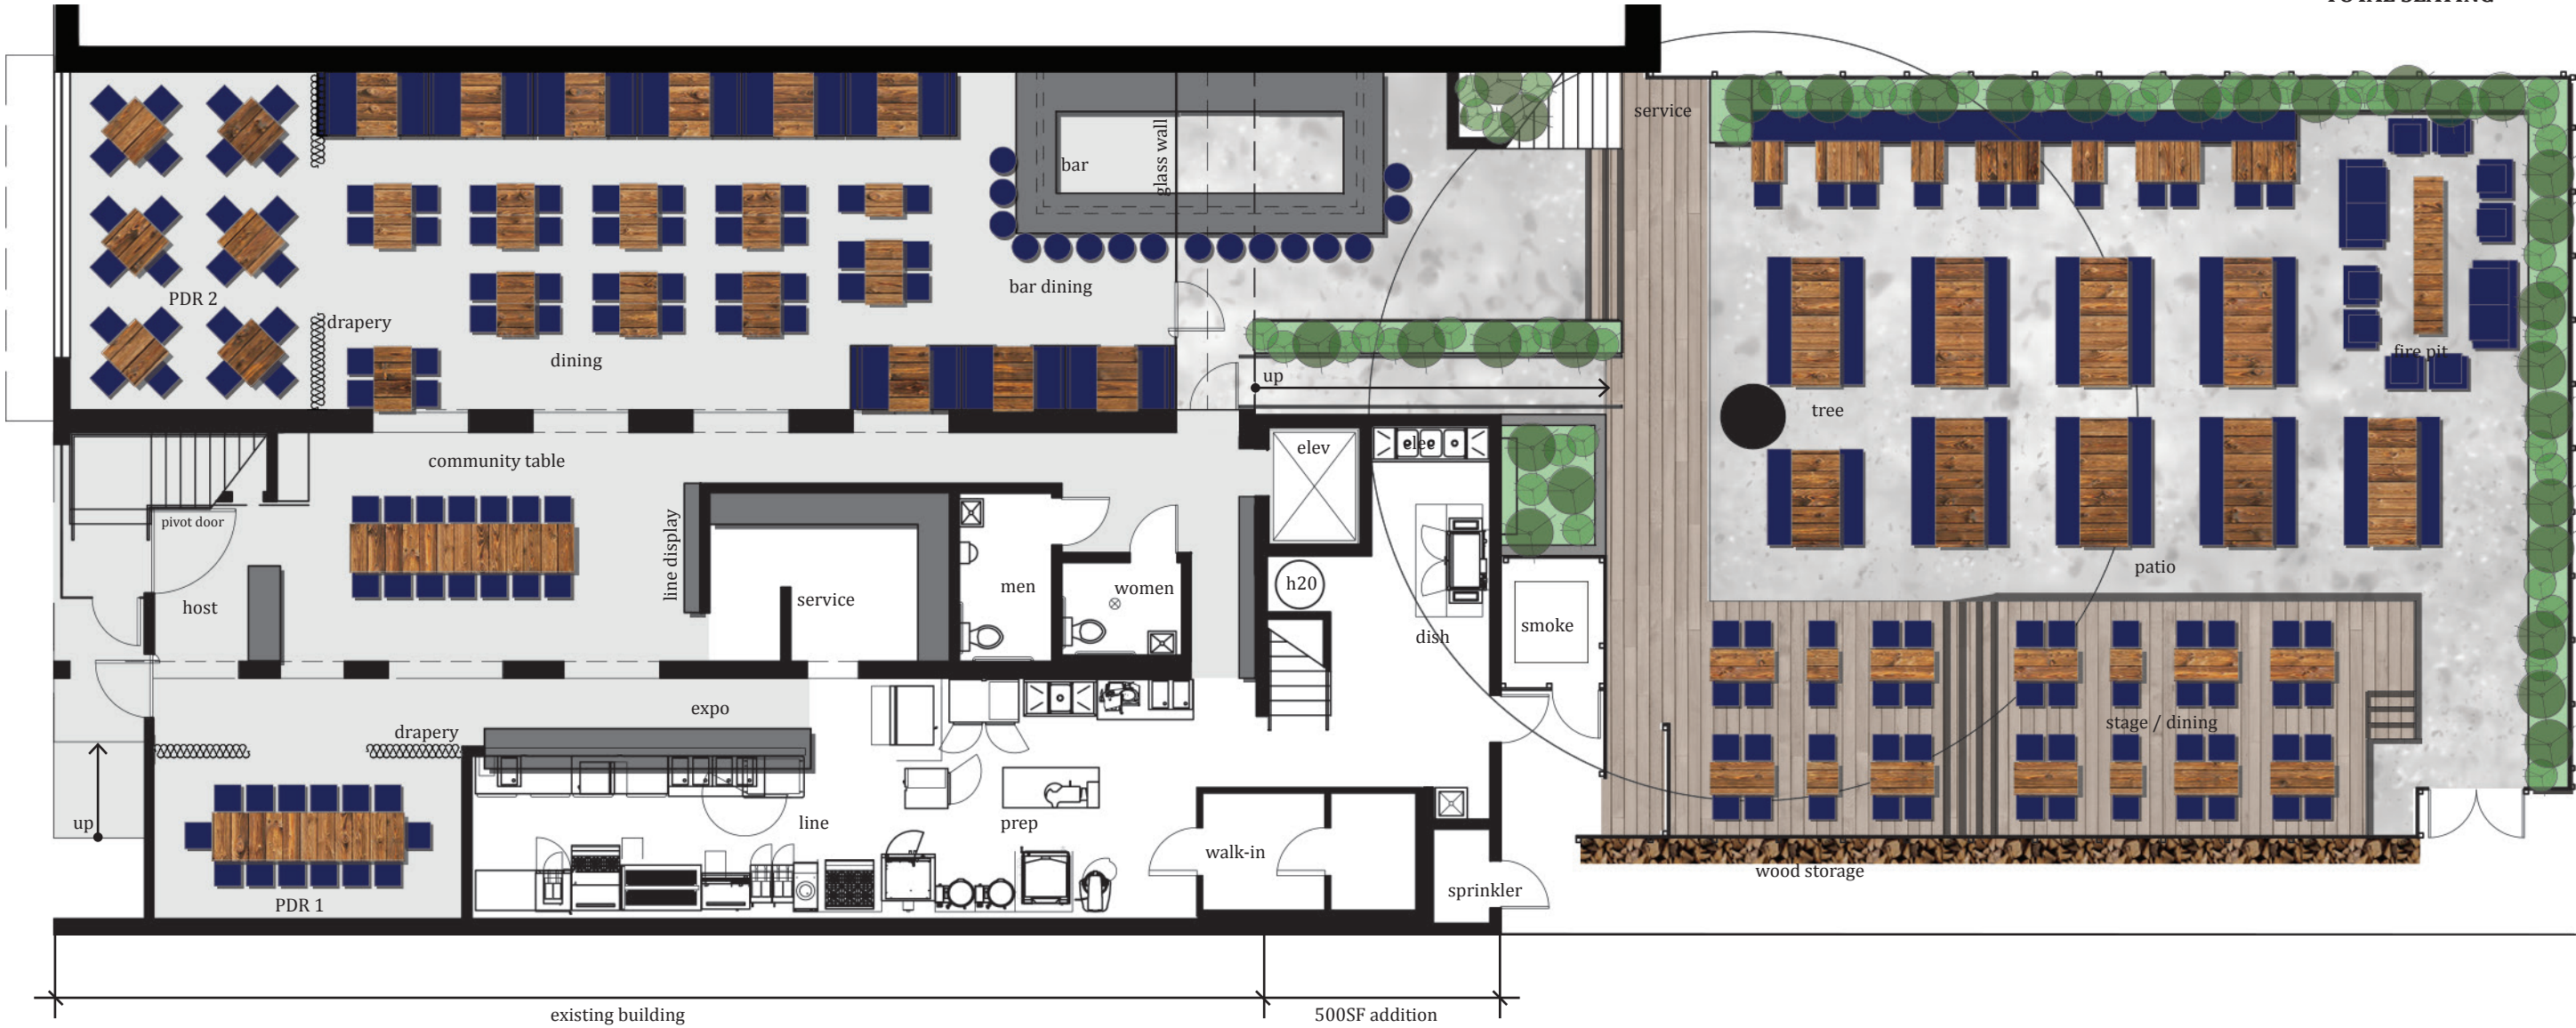 TOTAL SEATING
service
bar
glass wall
bar dining
PDR 2
drapery
dining
up
fire pit
tree
community table
elev
elec
pivot door
line display
host
service
men
women
h20
dish
smoke
patio
expo
drapery
stage / dining
up
line
prep
walk-in
sprinkler
wood storage
PDR 1
existing building
500SF addition